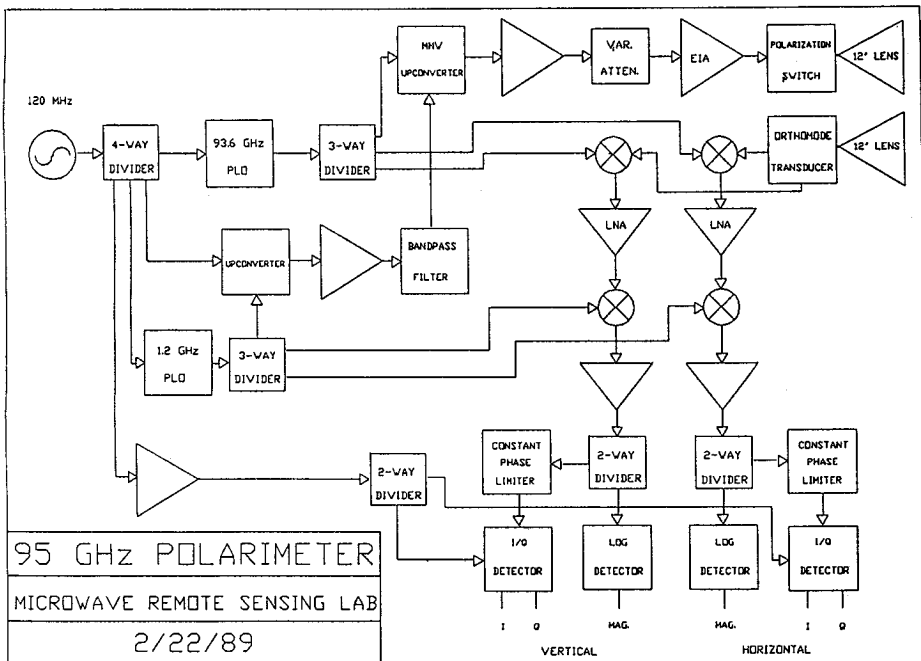 MMW
UPCONVERTER
VAR.
ATTEN.
EIA
POLARIZATION
SWITCH
12" LENS
120 MHz
4-WAY
DIVIDER
93.6 GHz
PLO
3-WAY
DIVIDER
ORTHOMODE
TRANSDUCER
12" LENS
LNA
LNA
UPCONVERTER
BANDPASS
FILTER
1.2 GHz
PLO
3-WAY
DIVIDER
CONSTANT
PHASE
LIMITER
2-WAY
DIVIDER
2-WAY
DIVIDER
CONSTANT
PHASE
LIMITER
2-WAY
DIVIDER
I/Q
DETECTOR
LOG
DETECTOR
LOG
DETECTOR
I/Q
DETECTOR
I Q MAG. MAG. I Q
VERTICAL HORIZONTAL
95 GHz POLARIMETER
MICROWAVE REMOTE SENSING LAB
2/22/89